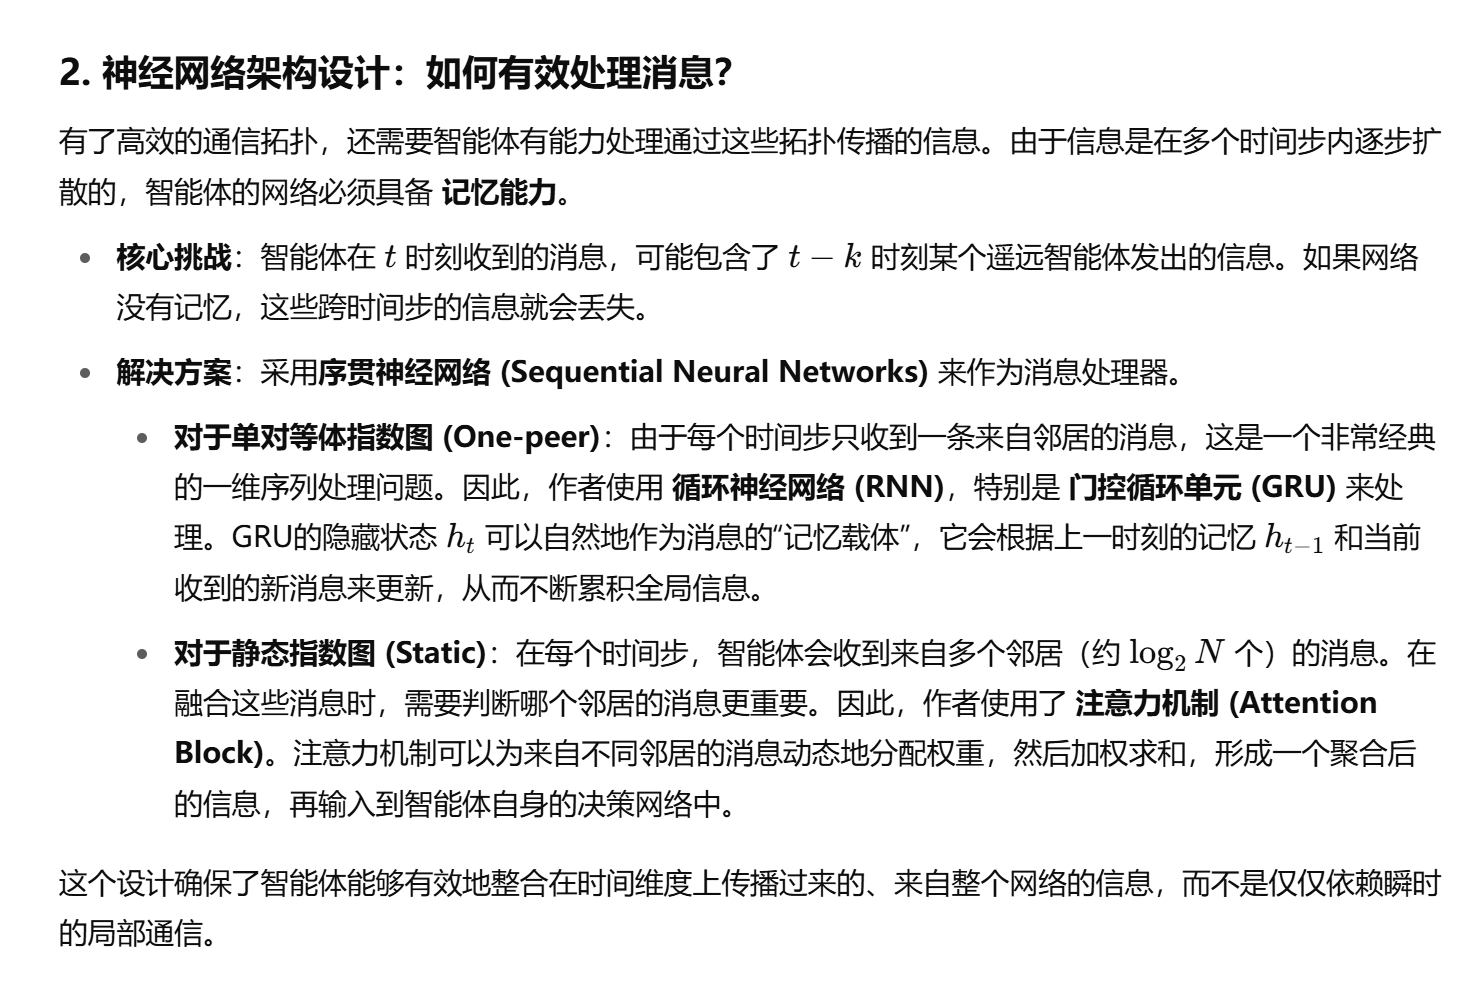 2. 神经网络架构设计：如何有效处理消息？
有了高效的通信拓扑，还需要智能体有能力处理通过这些拓扑传播的信息。由于信息是在多个时间步内逐步扩
散的，智能体的网络必须具备 记忆能力。
• 核心挑战：智能体在 t 时刻收到的消息，可能包含了 t − k 时刻某个遥远智能体发出的信息。如果网络
没有记忆，这些跨时间步的信息就会丢失。
• 解决方案：采用序贯神经网络 (Sequential Neural Networks) 来作为消息处理器。
• 对于单对等体指数图 (One-peer)：由于每个时间步只收到一条来自邻居的消息，这是一个非常经典
的一维序列处理问题。因此，作者使用 循环神经网络 (RNN)，特别是 门控循环单元 (GRU) 来处
理。GRU的隐藏状态 hₜ 可以自然地作为消息的“记忆载体”，它会根据上一时刻的记忆 hₜ₋₁ 和当前
收到的新消息来更新，从而不断累积全局信息。
• 对于静态指数图 (Static)：在每个时间步，智能体会收到来自多个邻居（约 log₂ N 个）的消息。在
融合这些消息时，需要判断哪个邻居的消息更重要。因此，作者使用了 注意力机制 (Attention
Block)。注意力机制可以为来自不同邻居的消息动态地分配权重，然后加权求和，形成一个聚合后
的信息，再输入到智能体自身的决策网络中。
这个设计确保了智能体能够有效地整合在时间维度上传播过来的、来自整个网络的信息，而不是仅仅依赖瞬时
的局部通信。